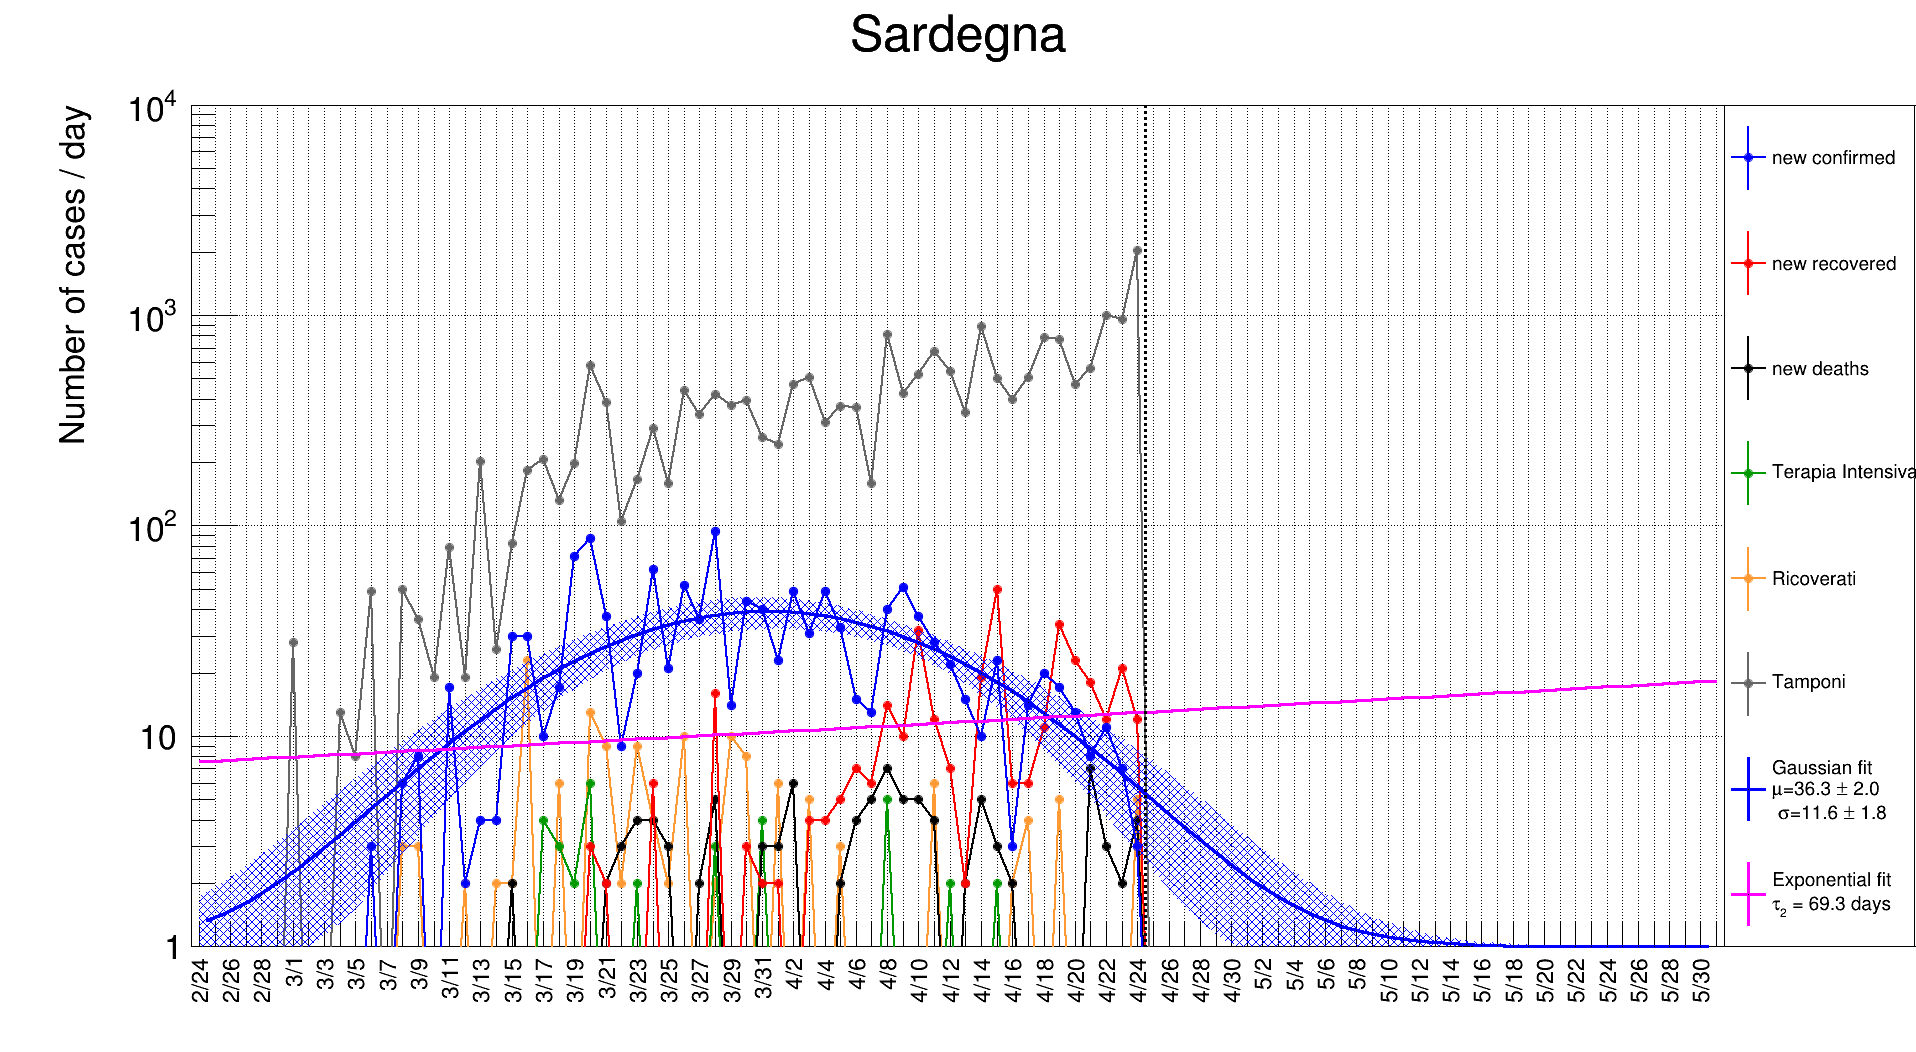 Sardegna
Number of cases / day
10^4
10^3
10^2
10
1
2/24 2/26 2/28 3/1 3/3 3/5 3/7 3/9 3/11 3/13 3/15 3/17 3/19 3/21 3/23 3/25 3/27 3/29 3/31 4/2 4/4 4/6 4/8 4/10 4/12 4/14 4/16 4/18 4/20 4/22 4/24 4/26 4/28 4/30 5/2 5/4 5/6 5/8 5/10 5/12 5/14 5/16 5/18 5/20 5/22 5/24 5/26 5/28 5/30
new confirmed
new recovered
new deaths
Terapia Intensiva
Ricoverati
Tamponi
Gaussian fit
μ=36.3 ± 2.0
σ=11.6 ± 1.8
Exponential fit
τ₂ = 69.3 days